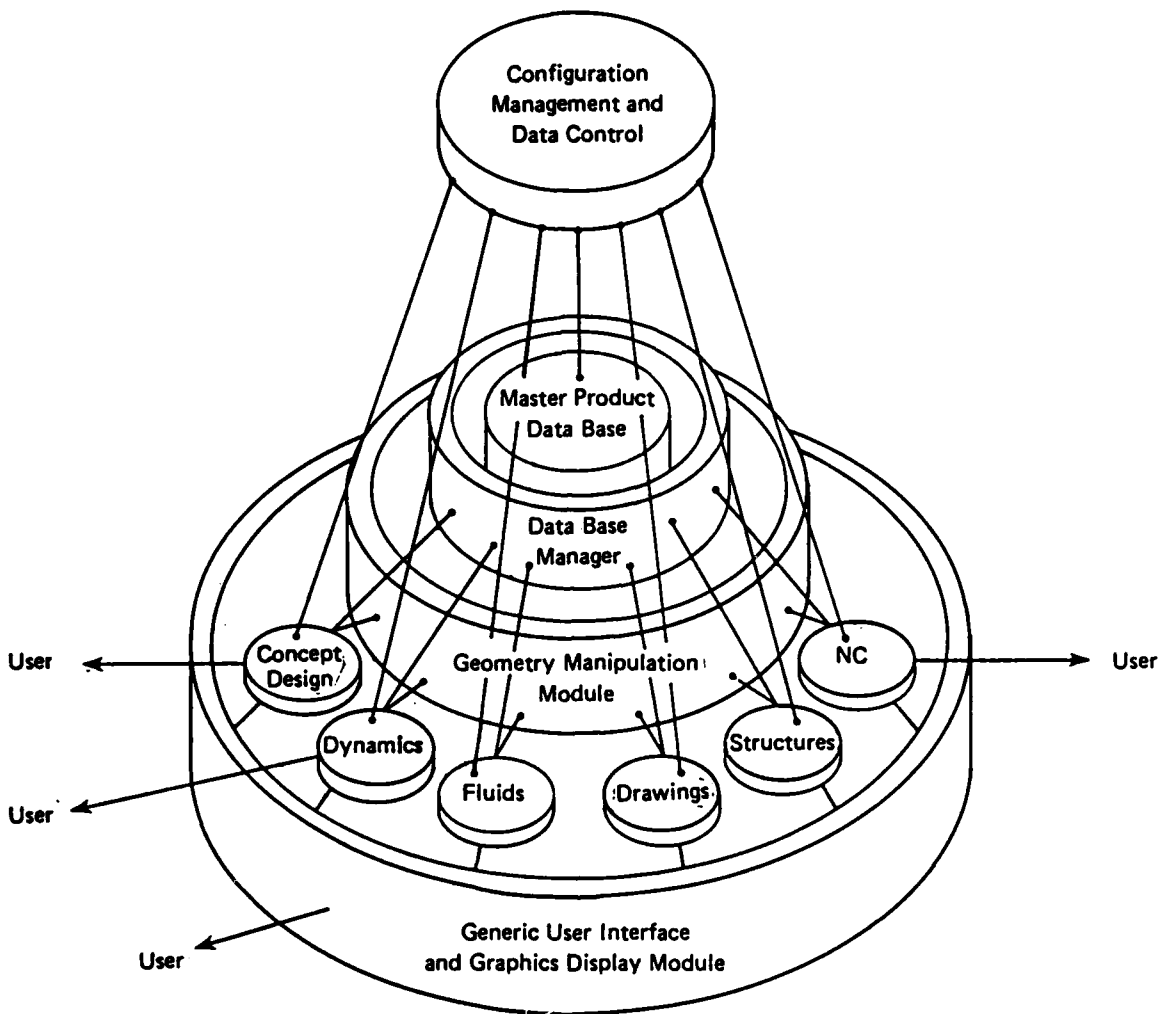 Configuration
Management and
Data Control
Master Product
Data Base
Data Base
Manager
Geometry Manipulation
Module
Concept
Design
Dynamics
Fluids
Drawings
Structures
NC
User
User
User
User
Generic User Interface
and Graphics Display Module